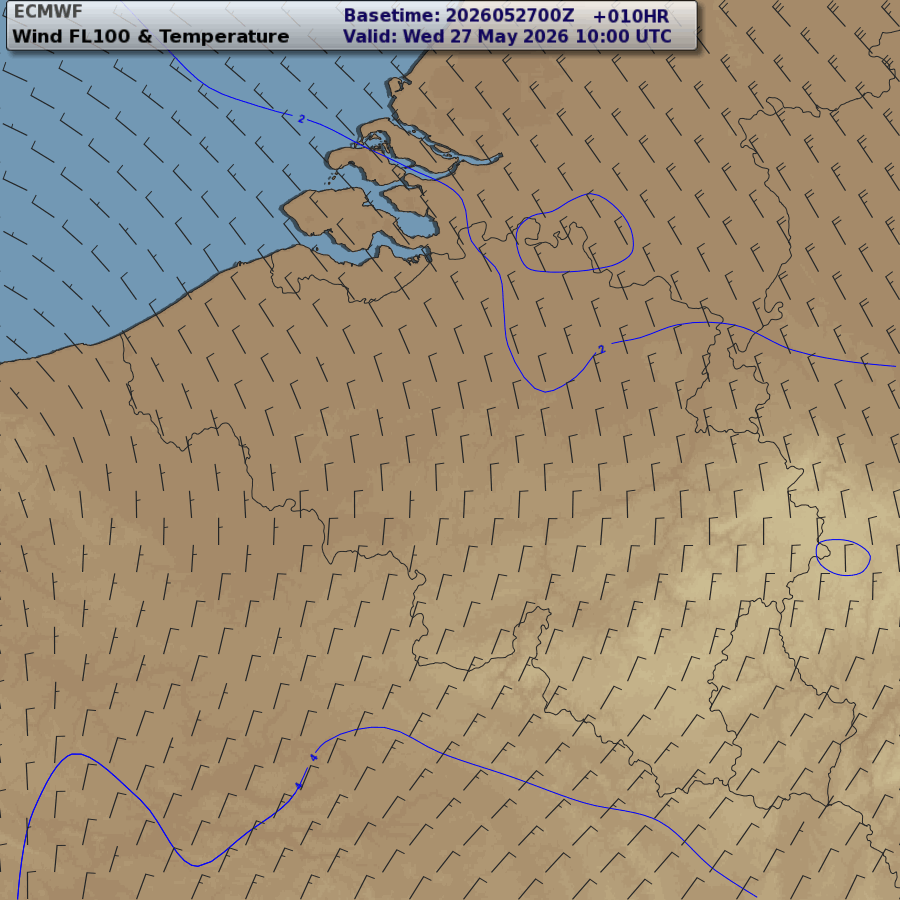 ECMWF
Basetime: 2026052700Z +010HR
Wind FL100 & Temperature
Valid: Wed 27 May 2026 10:00 UTC
2
2
4
4